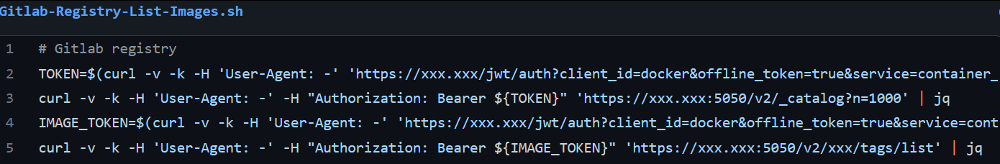 Gitlab-Registry-List-Images.sh
1 # Gitlab registry
2 TOKEN=$(curl -v -k -H 'User-Agent: -' 'https://xxx.xxx/jwt/auth?client_id=docker&offline_token=true&service=container_
3 curl -v -k -H 'User-Agent: -' -H "Authorization: Bearer ${TOKEN}" 'https://xxx.xxx:5050/v2/_catalog?n=1000' | jq
4 IMAGE_TOKEN=$(curl -v -k -H 'User-Agent: -' 'https://xxx.xxx/jwt/auth?client_id=docker&offline_token=true&service=cont
5 curl -v -k -H 'User-Agent: -' -H "Authorization: Bearer ${IMAGE_TOKEN}" 'https://xxx.xxx:5050/v2/xxx/tags/list' | jq